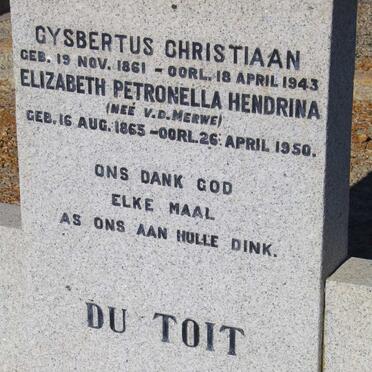 GYSBERTUS CHRISTIAAN
GEB. 19 NOV. 1861 - OORL. 18 APRIL 1943
ELIZABETH PETRONELLA HENDRINA
(NEÉ V.D. MERWE)
GEB. 16 AUG. 1865 - OORL. 26 APRIL 1950.
ONS DANK GOD
ELKE MAAL
AS ONS AAN HULLE DINK.
DU TOIT